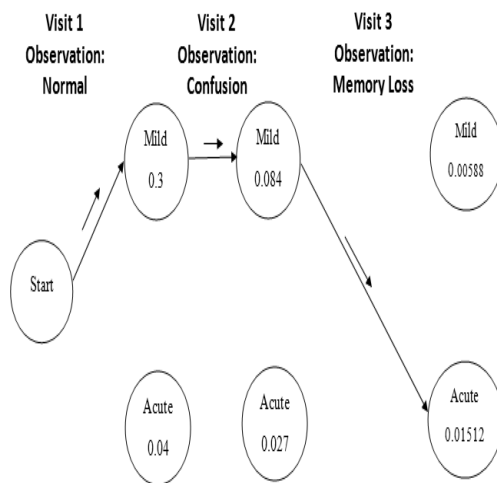 Visit 1
Observation:
Normal
Visit 2
Observation:
Confusion
Visit 3
Observation:
Memory Loss
Mild
0.3
Mild
0.084
Mild
0.00588
Start
Acute
0.04
Acute
0.027
Acute
0.01512